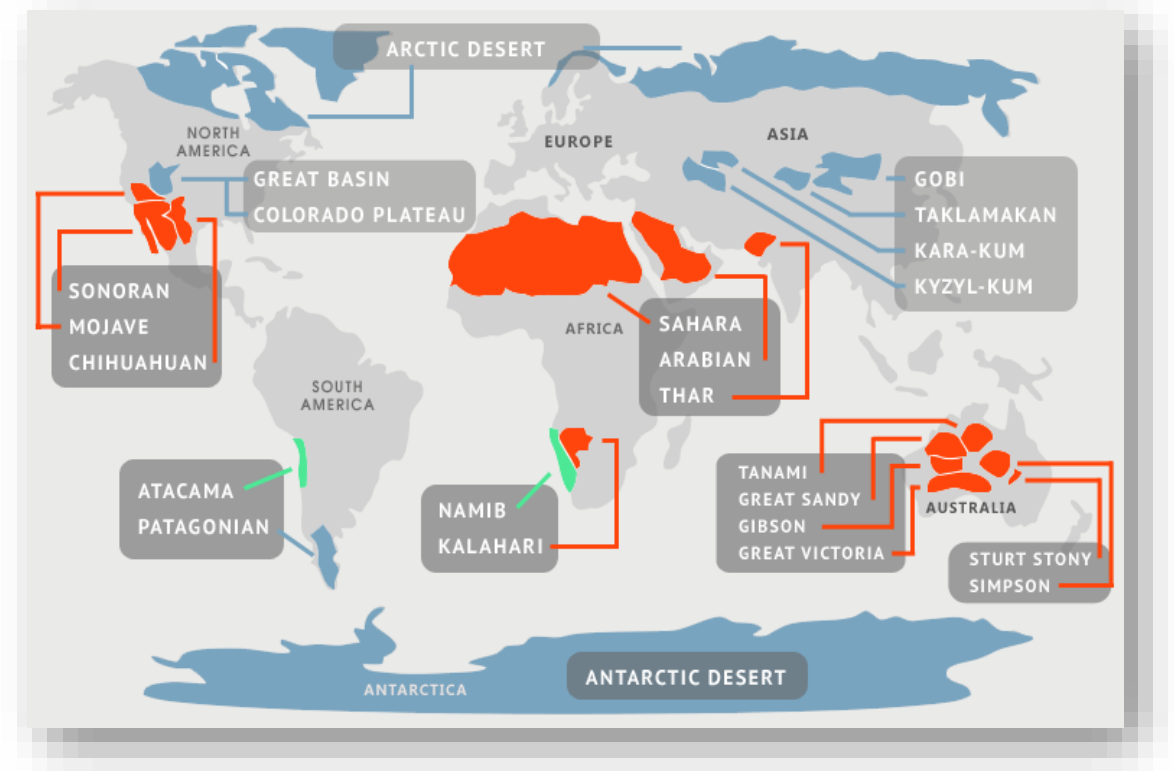 ARCTIC DESERT
NORTH
AMERICA
EUROPE
ASIA
GREAT BASIN
COLORADO PLATEAU
GOBI
TAKLAMAKAN
KARA-KUM
KYZYL-KUM
SONORAN
MOJAVE
CHIHUAHUAN
AFRICA
SAHARA
ARABIAN
THAR
SOUTH
AMERICA
ATACAMA
PATAGONIAN
NAMIB
KALAHARI
TANAMI
GREAT SANDY
GIBSON
GREAT VICTORIA
AUSTRALIA
STURT STONY
SIMPSON
ANTARCTICA
ANTARCTIC DESERT